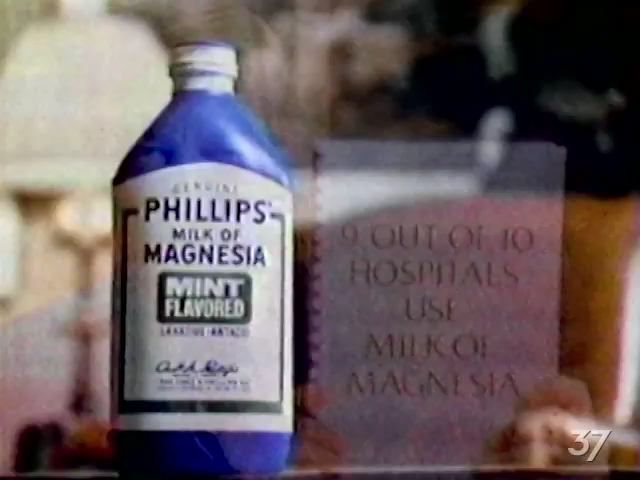 GENUINE
PHILLIPS'
MILK OF
MAGNESIA
MINT
FLAVORED
LAXATIVE-ANTACID
9 OUT OF 10
HOSPITALS
USE
MILK OF
MAGNESIA
37